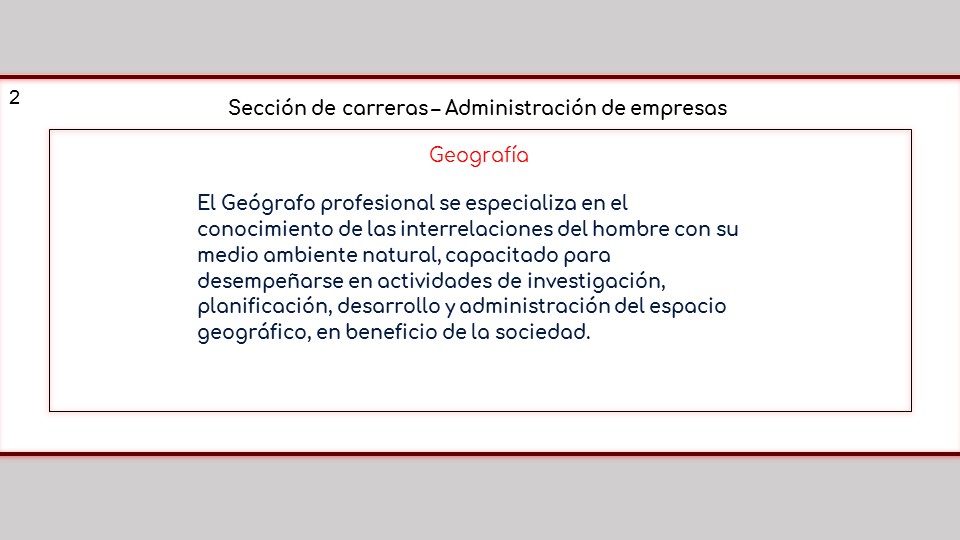 2
Sección de carreras – Administración de empresas
Geografía
El Geógrafo profesional se especializa en el
conocimiento de las interrelaciones del hombre con su
medio ambiente natural, capacitado para
desempeñarse en actividades de investigación,
planificación, desarrollo y administración del espacio
geográfico, en beneficio de la sociedad.